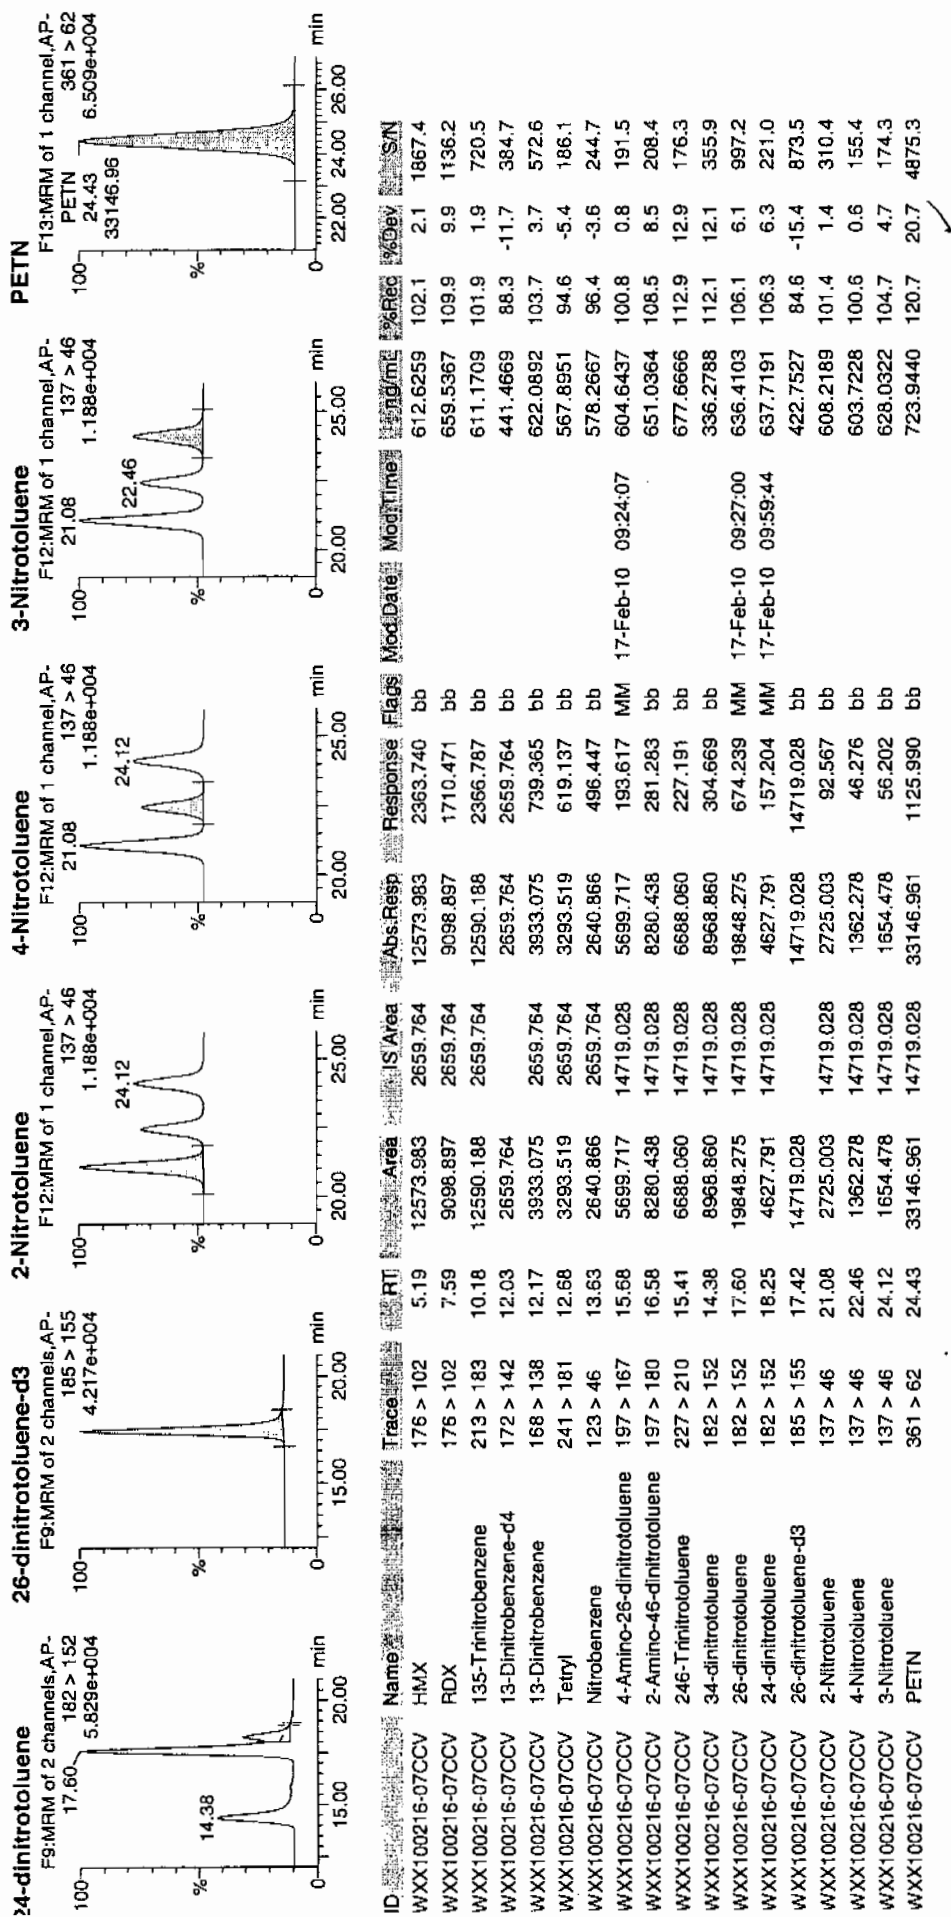 24-dinitrotoluene
F9:MRM of 2 channels,AP-
182 > 152
5.829e+004
100
%
0
17.60
14.38
15.00
20.00
min
26-dinitrotoluene-d3
F9:MRM of 2 channels,AP-
185 > 155
4.217e+004
100
%
0
15.00
20.00
min
2-Nitrotoluene
F12:MRM of 1 channel,AP-
137 > 46
1.188e+004
100
%
0
24.12
20.00
25.00
min
4-Nitrotoluene
F12:MRM of 1 channel,AP-
137 > 46
1.188e+004
100
%
0
21.08
24.12
20.00
25.00
min
3-Nitrotoluene
F12:MRM of 1 channel,AP-
137 > 46
1.188e+004
100
%
0
21.08
22.46
20.00
25.00
min
PETN
F13:MRM of 1 channel,AP-
361 > 62
6.509e+004
100
%
0
PETN
24.43
33146.96
22.00
24.00
26.00
min
ID Name Trace RT Area IS Area Abs.Resp Response Flags Mod.Date Mod.Time ng/mL %Rec %Dev S/N
WXX100216-07CCV HMX 176 > 102 5.19 12573.983 2659.764 12573.983 2363.740 bb 612.6259 102.1 2.1 1867.4
WXX100216-07CCV RDX 176 > 102 7.59 9098.897 2659.764 9098.897 1710.471 bb 659.5367 109.9 9.9 1136.2
WXX100216-07CCV 135-Trinitrobenzene 213 > 183 10.18 12590.188 2659.764 12590.188 2366.787 bb 611.1709 101.9 1.9 720.5
WXX100216-07CCV 13-Dinitrobenzene-d4 172 > 142 12.03 2659.764 2659.764 2659.764 bb 441.4669 88.3 -11.7 384.7
WXX100216-07CCV 13-Dinitrobenzene 168 > 138 12.17 3933.075 2659.764 3933.075 739.365 bb 622.0892 103.7 3.7 572.6
WXX100216-07CCV Tetryl 241 > 181 12.68 3293.519 2659.764 3293.519 619.137 bb 567.8951 94.6 -5.4 186.1
WXX100216-07CCV Nitrobenzene 123 > 46 13.63 2640.866 2659.764 2640.866 496.447 bb 578.2667 96.4 -3.6 244.7
WXX100216-07CCV 4-Amino-26-dinitrotoluene 197 > 167 15.68 5699.717 14719.028 5699.717 193.617 MM 17-Feb-10 09:24:07 604.6437 100.8 0.8 191.5
WXX100216-07CCV 2-Amino-46-dinitrotoluene 197 > 180 16.58 8280.438 14719.028 8280.438 281.283 bb 651.0364 108.5 8.5 208.4
WXX100216-07CCV 246-Trinitrotoluene 227 > 210 15.41 6688.060 14719.028 6688.060 227.191 bb 677.6666 112.9 12.9 176.3
WXX100216-07CCV 34-dinitrotoluene 182 > 152 14.38 8968.860 14719.028 8968.860 304.669 bb 336.2788 112.1 12.1 355.9
WXX100216-07CCV 26-dinitrotoluene 182 > 152 17.60 19848.275 14719.028 19848.275 674.239 MM 17-Feb-10 09:27:00 636.4103 106.1 6.1 997.2
WXX100216-07CCV 24-dinitrotoluene 182 > 152 18.25 4627.791 14719.028 4627.791 157.204 MM 17-Feb-10 09:59:44 637.7191 106.3 6.3 221.0
WXX100216-07CCV 26-dinitrotoluene-d3 185 > 155 17.42 14719.028 14719.028 14719.028 bb 422.7527 84.6 -15.4 873.5
WXX100216-07CCV 2-Nitrotoluene 137 > 46 21.08 2725.003 14719.028 2725.003 92.567 bb 608.2189 101.4 1.4 310.4
WXX100216-07CCV 4-Nitrotoluene 137 > 46 22.46 1362.278 14719.028 1362.278 46.276 bb 603.7228 100.6 0.6 155.4
WXX100216-07CCV 3-Nitrotoluene 137 > 46 24.12 1654.478 14719.028 1654.478 56.202 bb 628.0322 104.7 4.7 174.3
WXX100216-07CCV PETN 361 > 62 24.43 33146.961 14719.028 33146.961 1125.990 bb 723.9440 120.7 20.7 4875.3